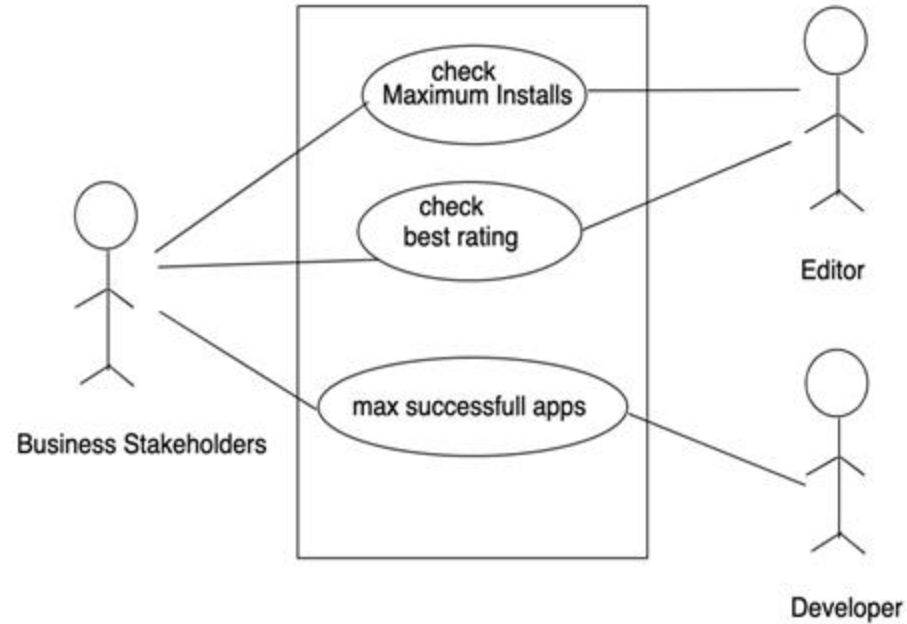 check
Maximum Installs
check
best rating
Editor
max successfull apps
Business Stakeholders
Developer